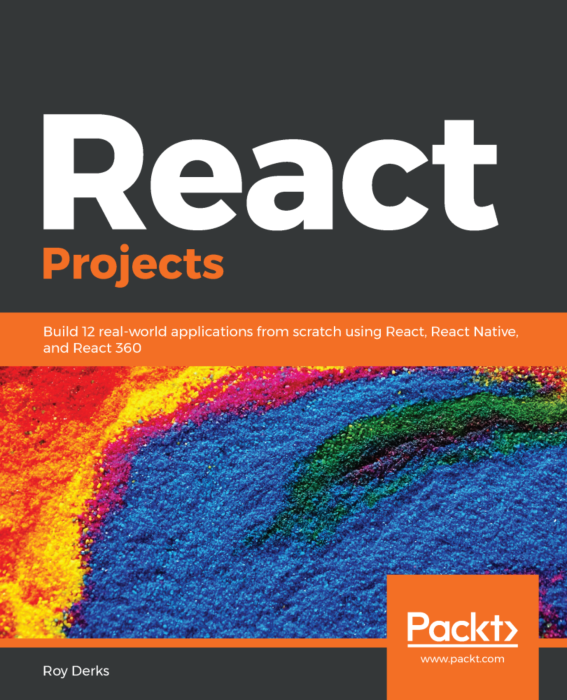 React
Projects
Build 12 real-world applications from scratch using React, React Native,
and React 360
Packt>
www.packt.com
Roy Derks